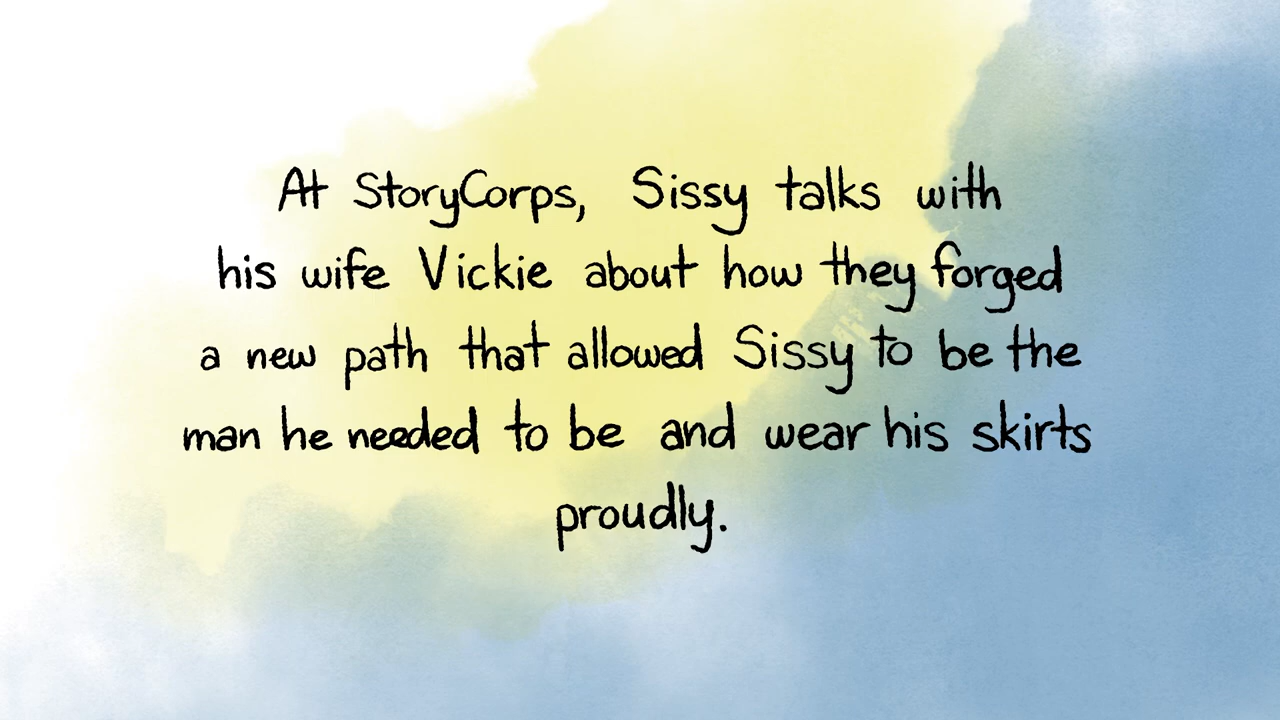 At StoryCorps, Sissy talks with
his wife Vickie about how they forged
a new path that allowed Sissy to be the
man he needed to be and wear his skirts
proudly.